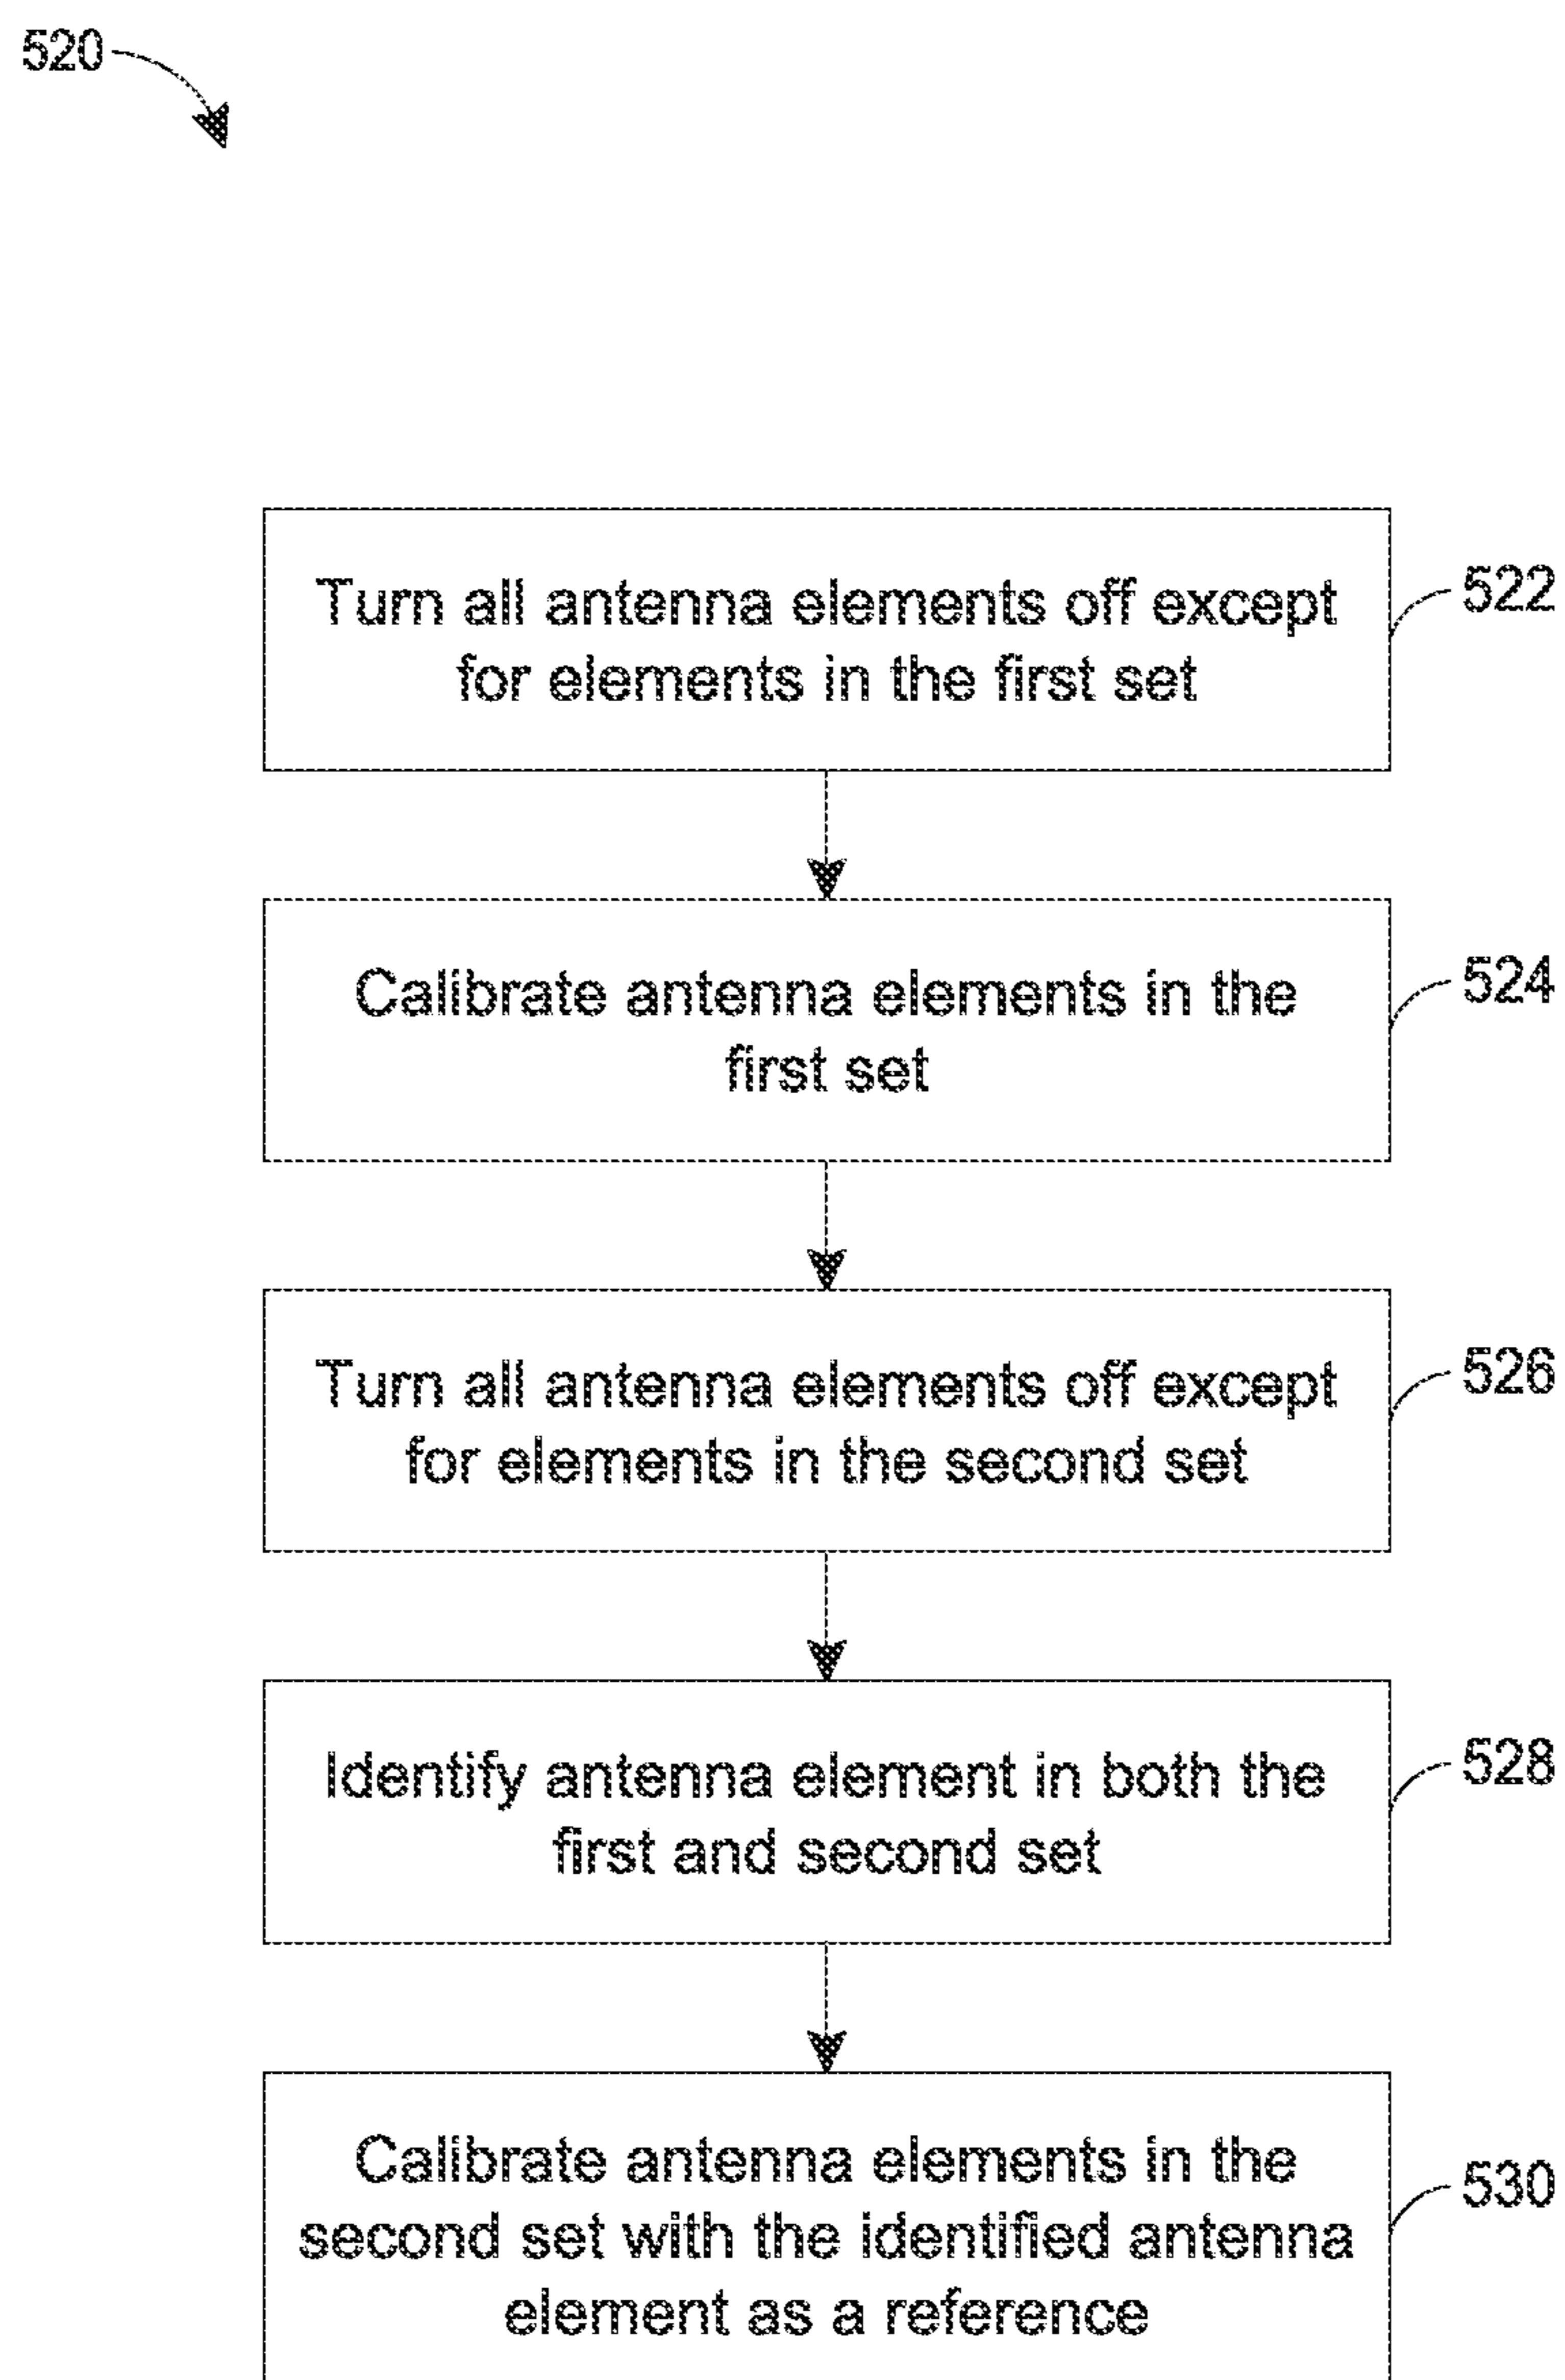 520
Turn all antenna elements off except
for elements in the first set
522
Calibrate antenna elements in the
first set
524
Turn all antenna elements off except
for elements in the second set
526
Identify antenna element in both the
first and second set
528
Calibrate antenna elements in the
second set with the identified antenna
element as a reference
530